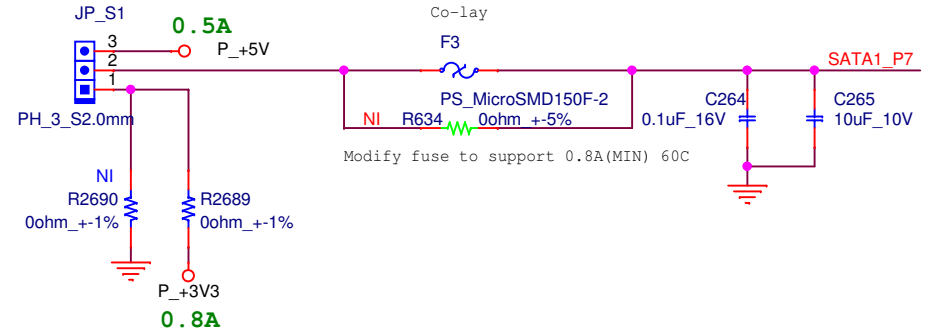 JP_S1
0.5A
3
P_+5V
2
1
PH_3_S2.0mm
Co-lay
F3
PS_MicroSMD150F-2
NI
R634
0ohm_+-5%
Modify fuse to support 0.8A(MIN) 60C
SATA1_P7
C264
0.1uF_16V
C265
10uF_10V
NI
R2690
0ohm_+-1%
R2689
0ohm_+-1%
P_+3V3
0.8A